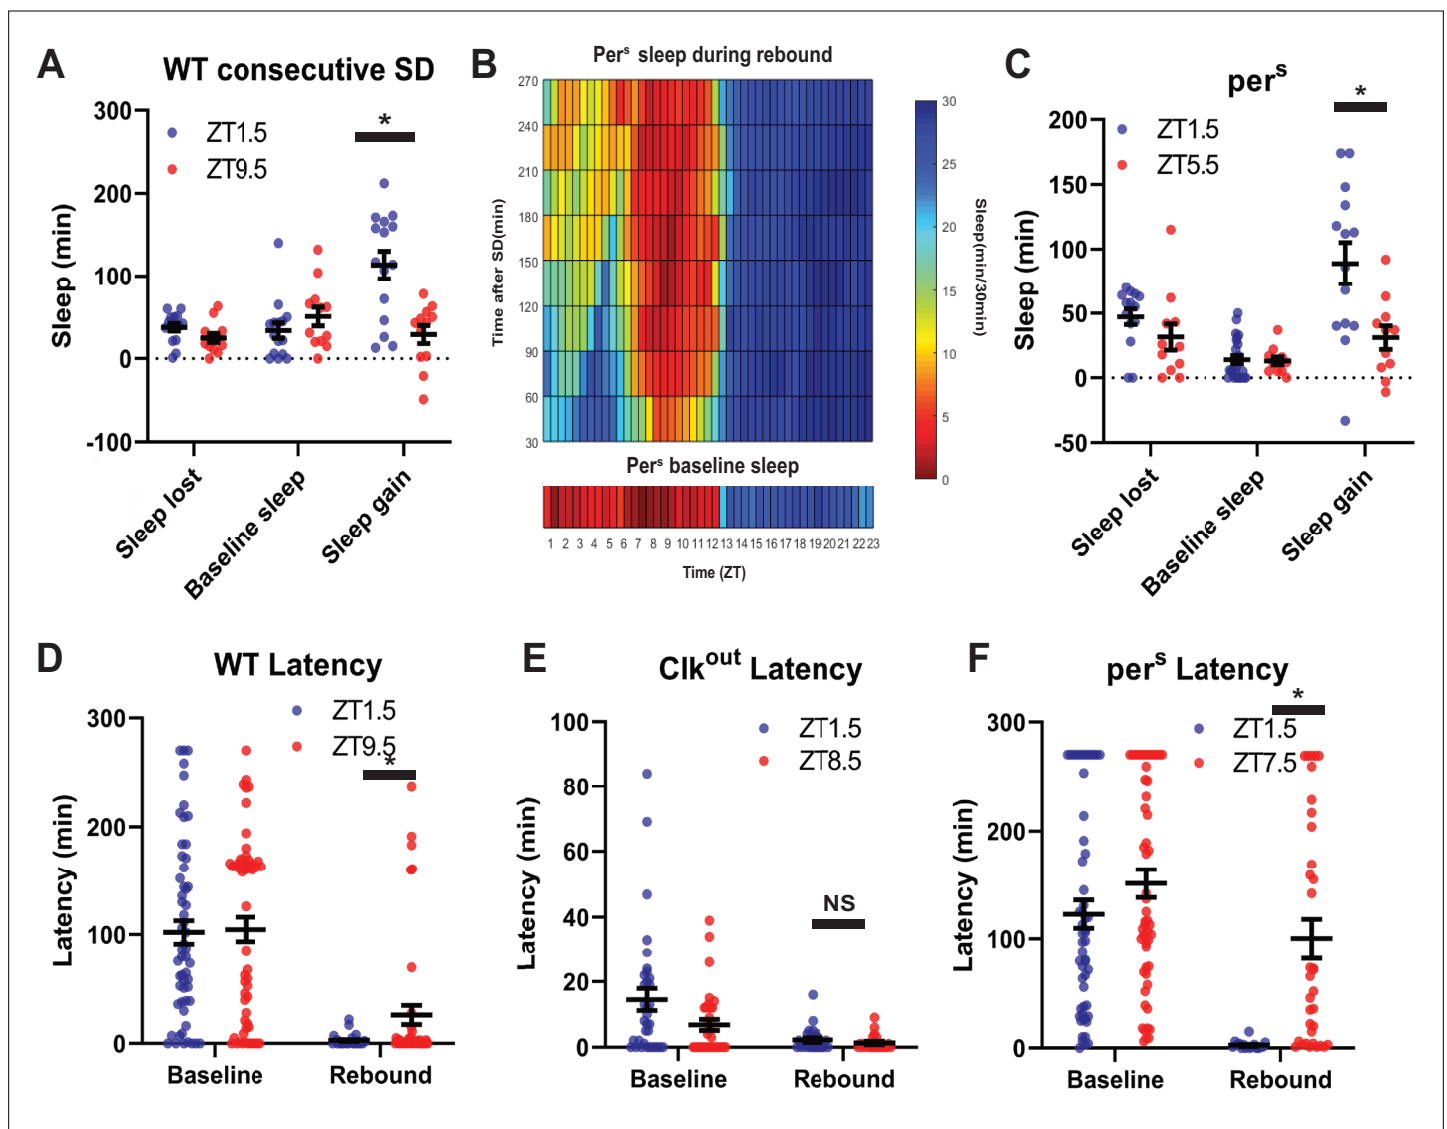 A
WT consecutive SD
300
200
100
0
-100
Sleep (min)
ZT1.5
ZT9.5
*
Sleep lost
Baseline sleep
Sleep gain
B
Perˢ sleep during rebound
270
240
210
180
150
120
90
60
30
Time after SD(min)
30
25
20
15
10
5
0
Sleep(min/30min)
Perˢ baseline sleep
1 2 3 4 5 6 7 8 9 10 11 12 13 14 15 16 17 18 19 20 21 22 23
Time (ZT)
C
perˢ
200
150
100
50
0
-50
Sleep (min)
ZT1.5
ZT5.5
*
Sleep lost
Baseline sleep
Sleep gain
D
WT Latency
300
200
100
0
Latency (min)
ZT1.5
ZT9.5
*
Baseline Rebound
E
Clkᵒᵘᵗ Latency
100
80
60
40
20
0
Latency (min)
ZT1.5
ZT8.5
NS
Baseline Rebound
F
perˢ Latency
300
200
100
0
Latency (min)
ZT1.5
ZT7.5
*
Baseline Rebound